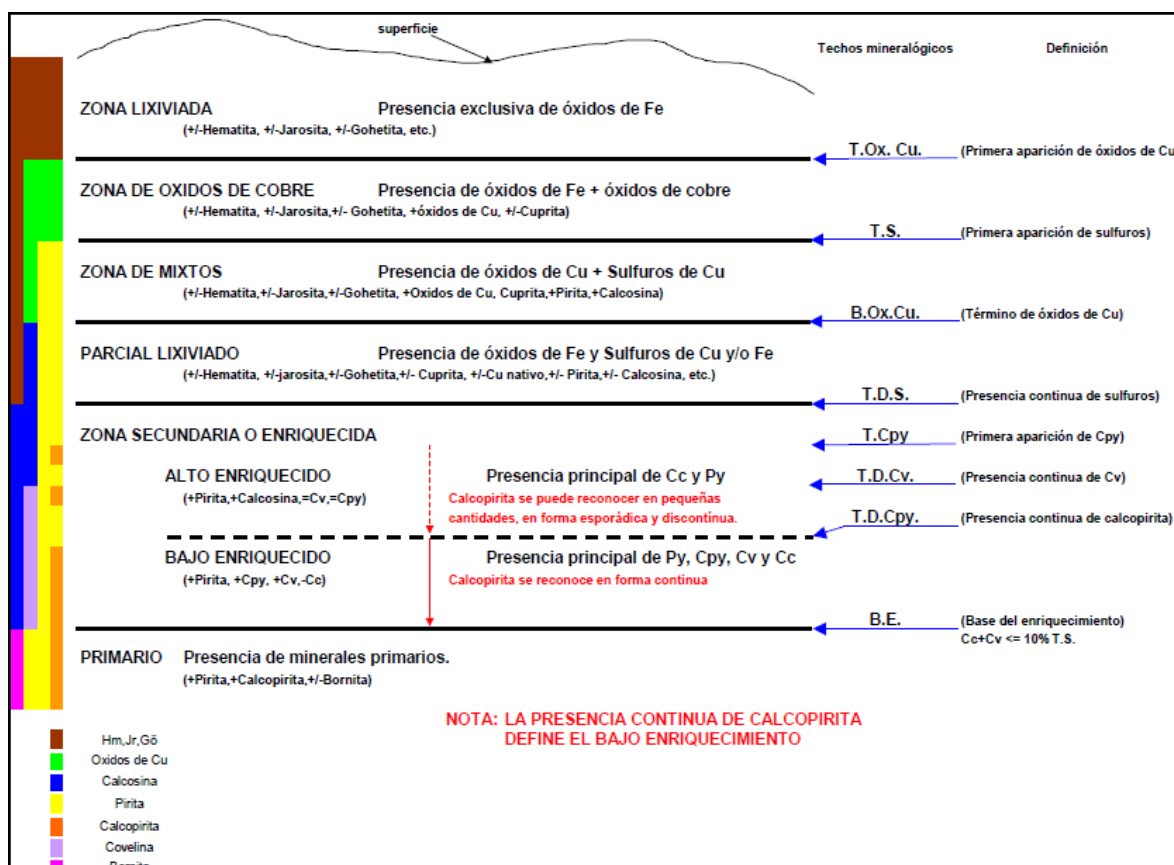 superficie
Techos mineralógicos Definición
ZONA LIXIVIADA Presencia exclusiva de óxidos de Fe
(+/-Hematita, +/-Jarosita, +/-Gohetita, etc.)
T.Ox. Cu. (Primera aparición de óxidos de Cu
ZONA DE OXIDOS DE COBRE Presencia de óxidos de Fe + óxidos de cobre
(+/-Hematita, +/-Jarosita,+/- Gohetita, +óxidos de Cu, +/-Cuprita)
T.S. (Primera aparición de sulfuros)
ZONA DE MIXTOS Presencia de óxidos de Cu + Sulfuros de Cu
(+/-Hematita,+/-Jarosita,+/-Gohetita, +Oxidos de Cu, Cuprita,+Pirita,+Calcosina)
B.Ox.Cu. (Término de óxidos de Cu)
PARCIAL LIXIVIADO Presencia de óxidos de Fe y Sulfuros de Cu y/o Fe
(+/-Hematita, +/-jarosita,+/-Gohetita,+/- Cuprita, +/-Cu nativo,+/- Pirita,+/- Calcosina, etc.)
T.D.S. (Presencia continua de sulfuros)
ZONA SECUNDARIA O ENRIQUECIDA
T.Cpy (Primera aparición de Cpy)
ALTO ENRIQUECIDO Presencia principal de Cc y Py
(+Pirita,+Calcosina,=Cv,=Cpy)
T.D.Cv. (Presencia continua de Cv)
Calcopirita se puede reconocer en pequeñas
cantidades, en forma esporádica y discontínua.
T.D.Cpy. (Presencia continua de calcopirita)
BAJO ENRIQUECIDO Presencia principal de Py, Cpy, Cv y Cc
(+Pirita, +Cpy, +Cv,-Cc)
Calcopirita se reconoce en forma continua
B.E. (Base del enriquecimiento)
Cc+Cv <= 10% T.S.
PRIMARIO Presencia de minerales primarios.
(+Pirita,+Calcopirita,+/-Bornita)
NOTA: LA PRESENCIA CONTINUA DE CALCOPIRITA
DEFINE EL BAJO ENRIQUECIMIENTO
Hm,Jr,Gö
Oxidos de Cu
Calcosina
Pirita
Calcopirita
Covelina